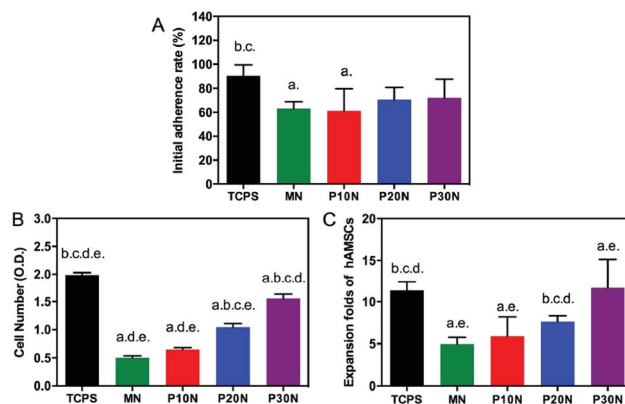 A
Initial adherence rate (%)
140
120
100
80
60
40
20
0
b.c.
a.
a.
TCPS MN P10N P20N P30N
B
Cell Number (O.D.)
3.0
2.5
2.0
1.5
1.0
0.5
0.0
b.c.d.e.
a.d.e.
a.d.e.
a.b.c.e.
a.b.c.d.
TCPS MN P10N P20N P30N
C
Expansion folds of hAMSCs
20
15
10
5
0
b.c.d.
a.e.
a.e.
b.c.d.
a.e.
TCPS MN P10N P20N P30N